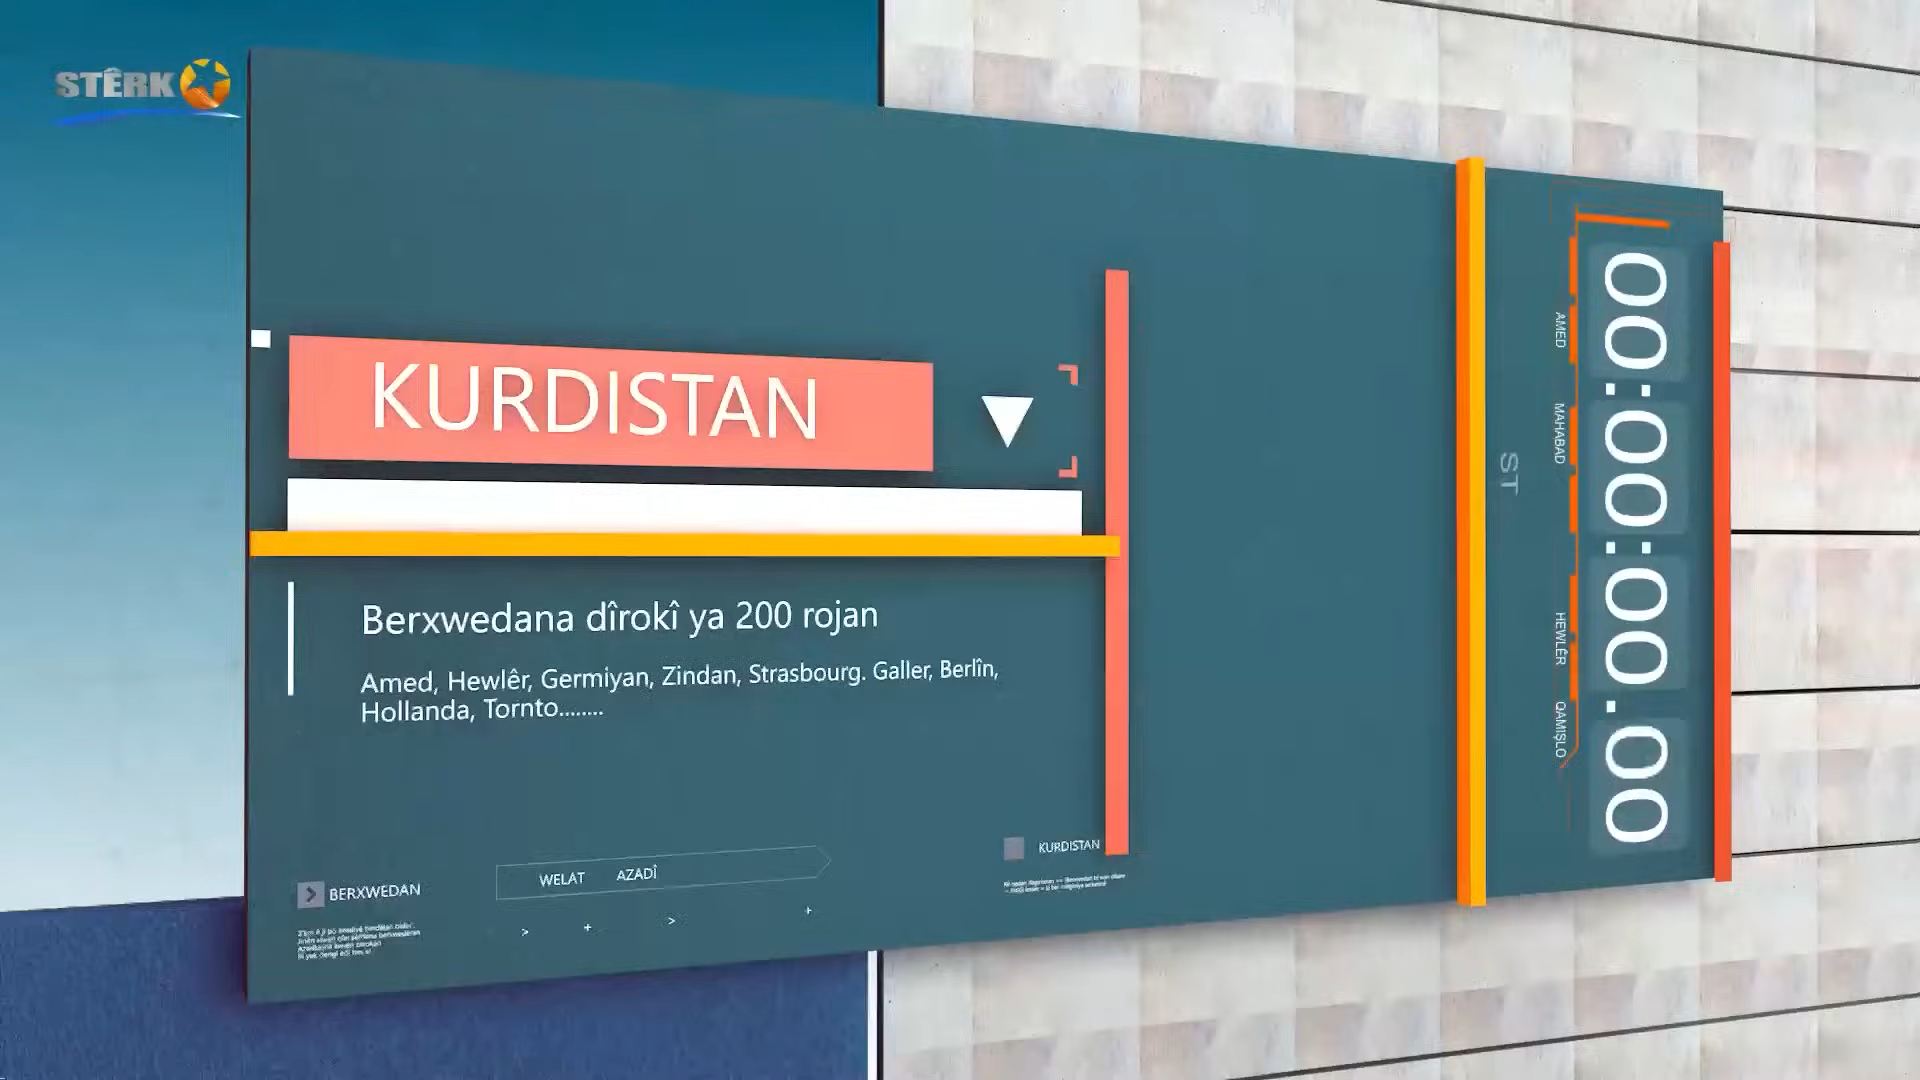 STÊRK
KURDISTAN
Berxwedana dîrokî ya 200 rojan
Amed, Hewlêr, Germiyan, Zindan, Strasbourg. Galler, Berlîn,
Hollanda, Tornto........
BERXWEDAN
WELAT AZADÎ
KURDISTAN
ST
AMED
MAHABAD
HEWLÊR
QAMIŞLO
00:00:00.00